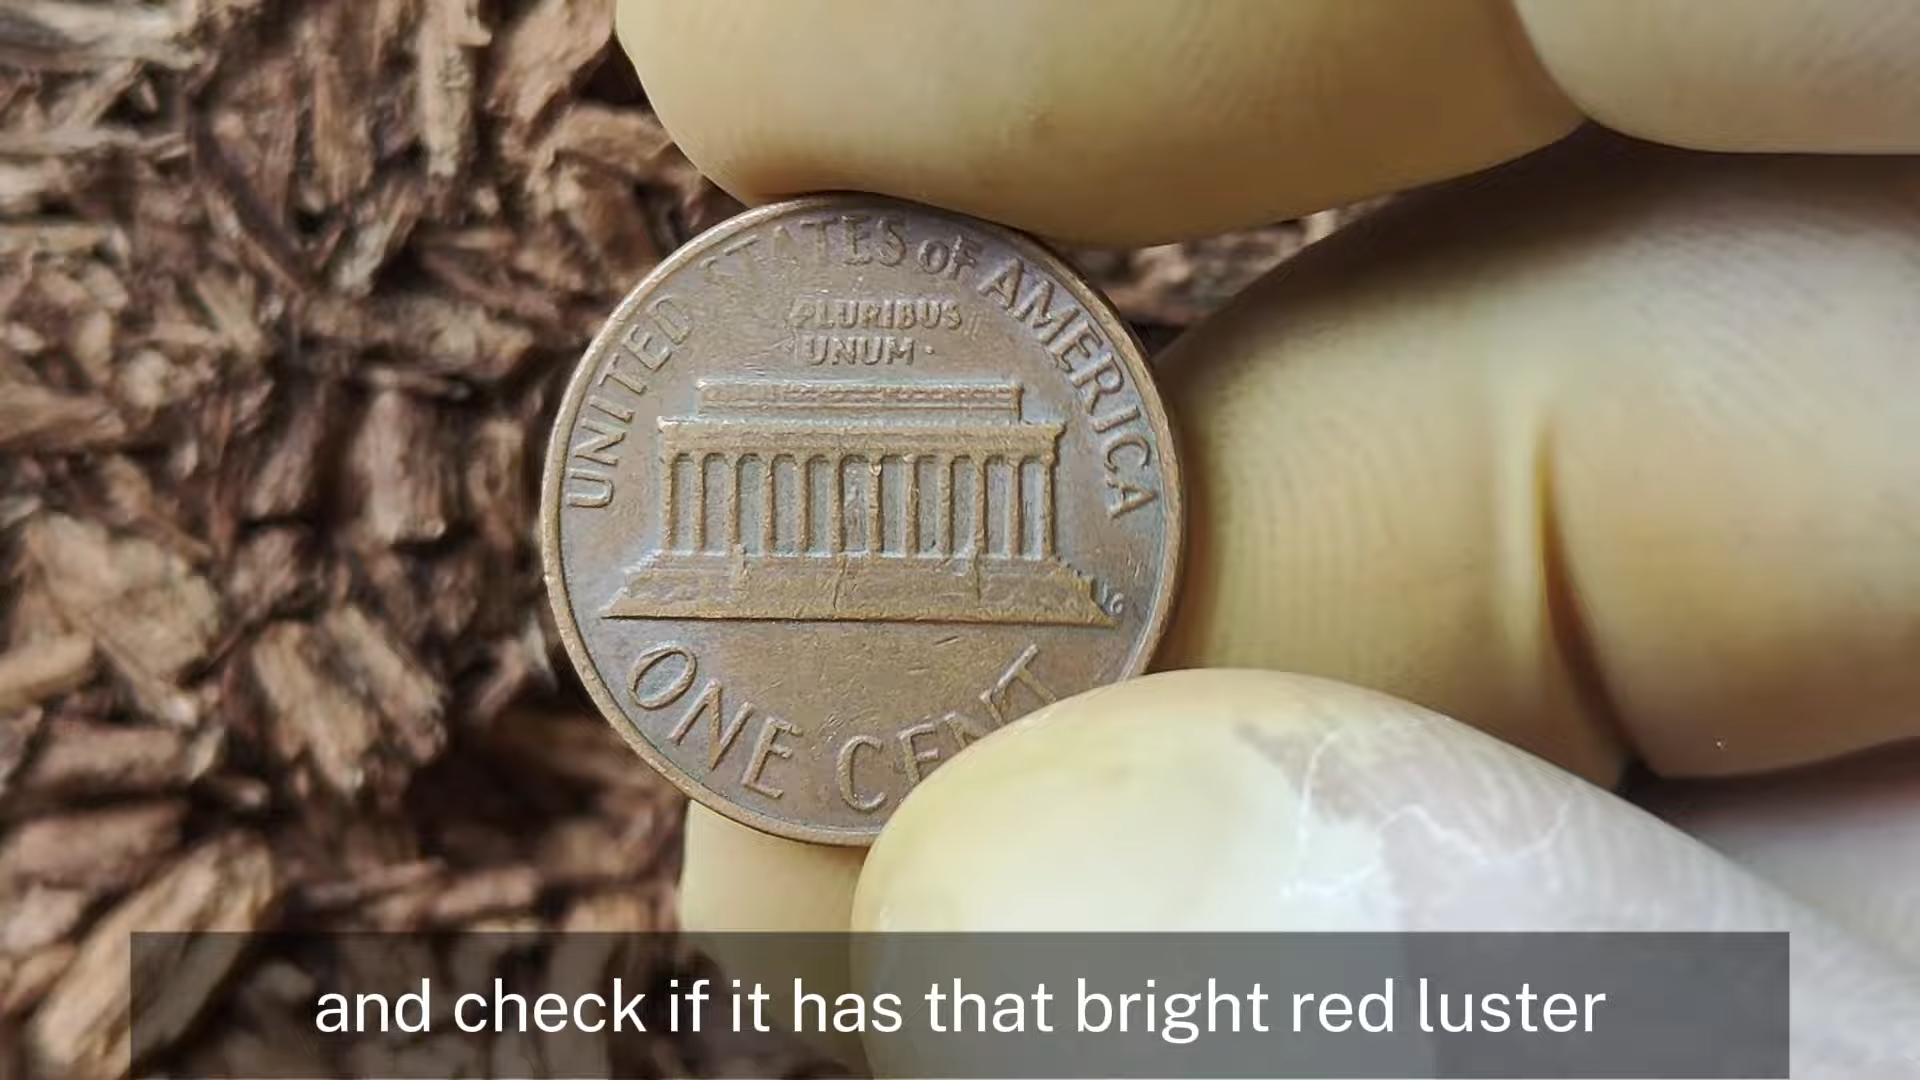 UNITED STATES of AMERICA
PLURIBUS
UNUM ·
ONE CENT
and check if it has that bright red luster